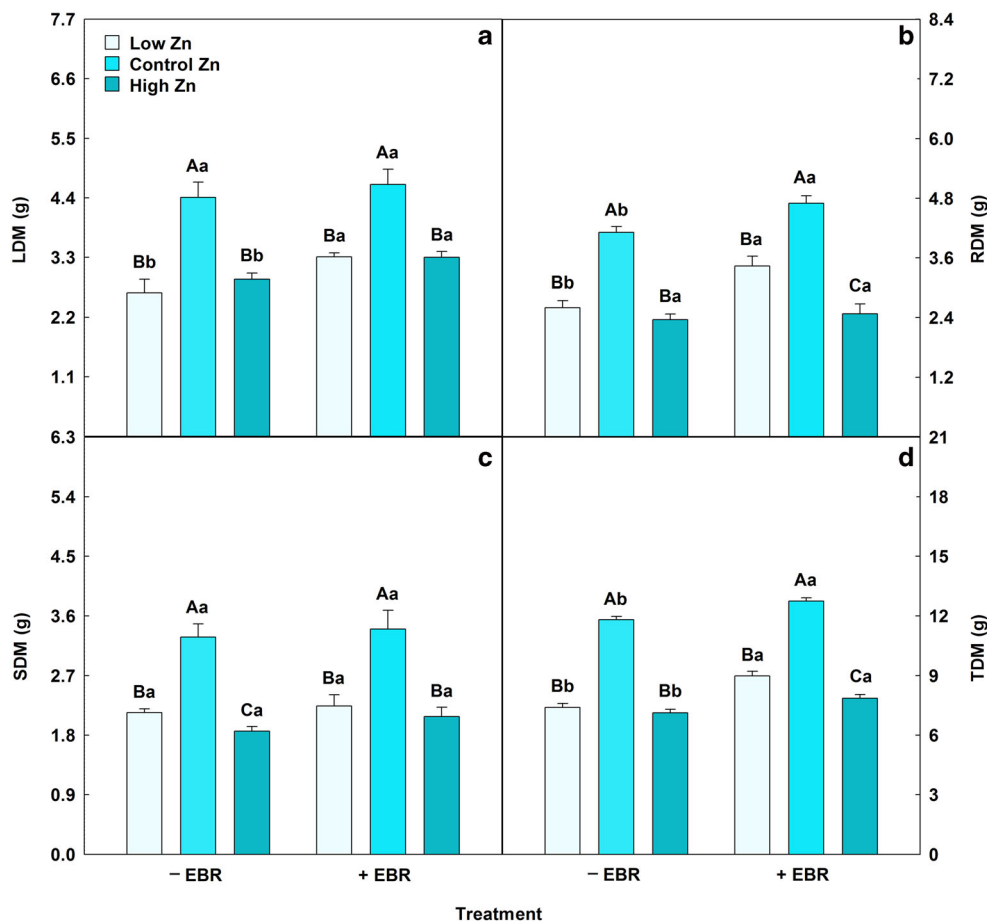 7.7
6.6
5.5
4.4
3.3
2.2
1.1
6.3
5.4
4.5
3.6
2.7
1.8
0.9
0.0
LDM (g)
SDM (g)
a
Low Zn
Control Zn
High Zn
Bb
Aa
Bb
Ba
Aa
Ba
b
Bb
Ab
Ba
Ba
Aa
Ca
8.4
7.2
6.0
4.8
3.6
2.4
1.2
21
18
15
12
9
6
3
0
RDM (g)
TDM (g)
c
Ba
Aa
Ca
Ba
Aa
Ba
d
Bb
Ab
Bb
Ba
Aa
Ca
– EBR + EBR – EBR + EBR
Treatment